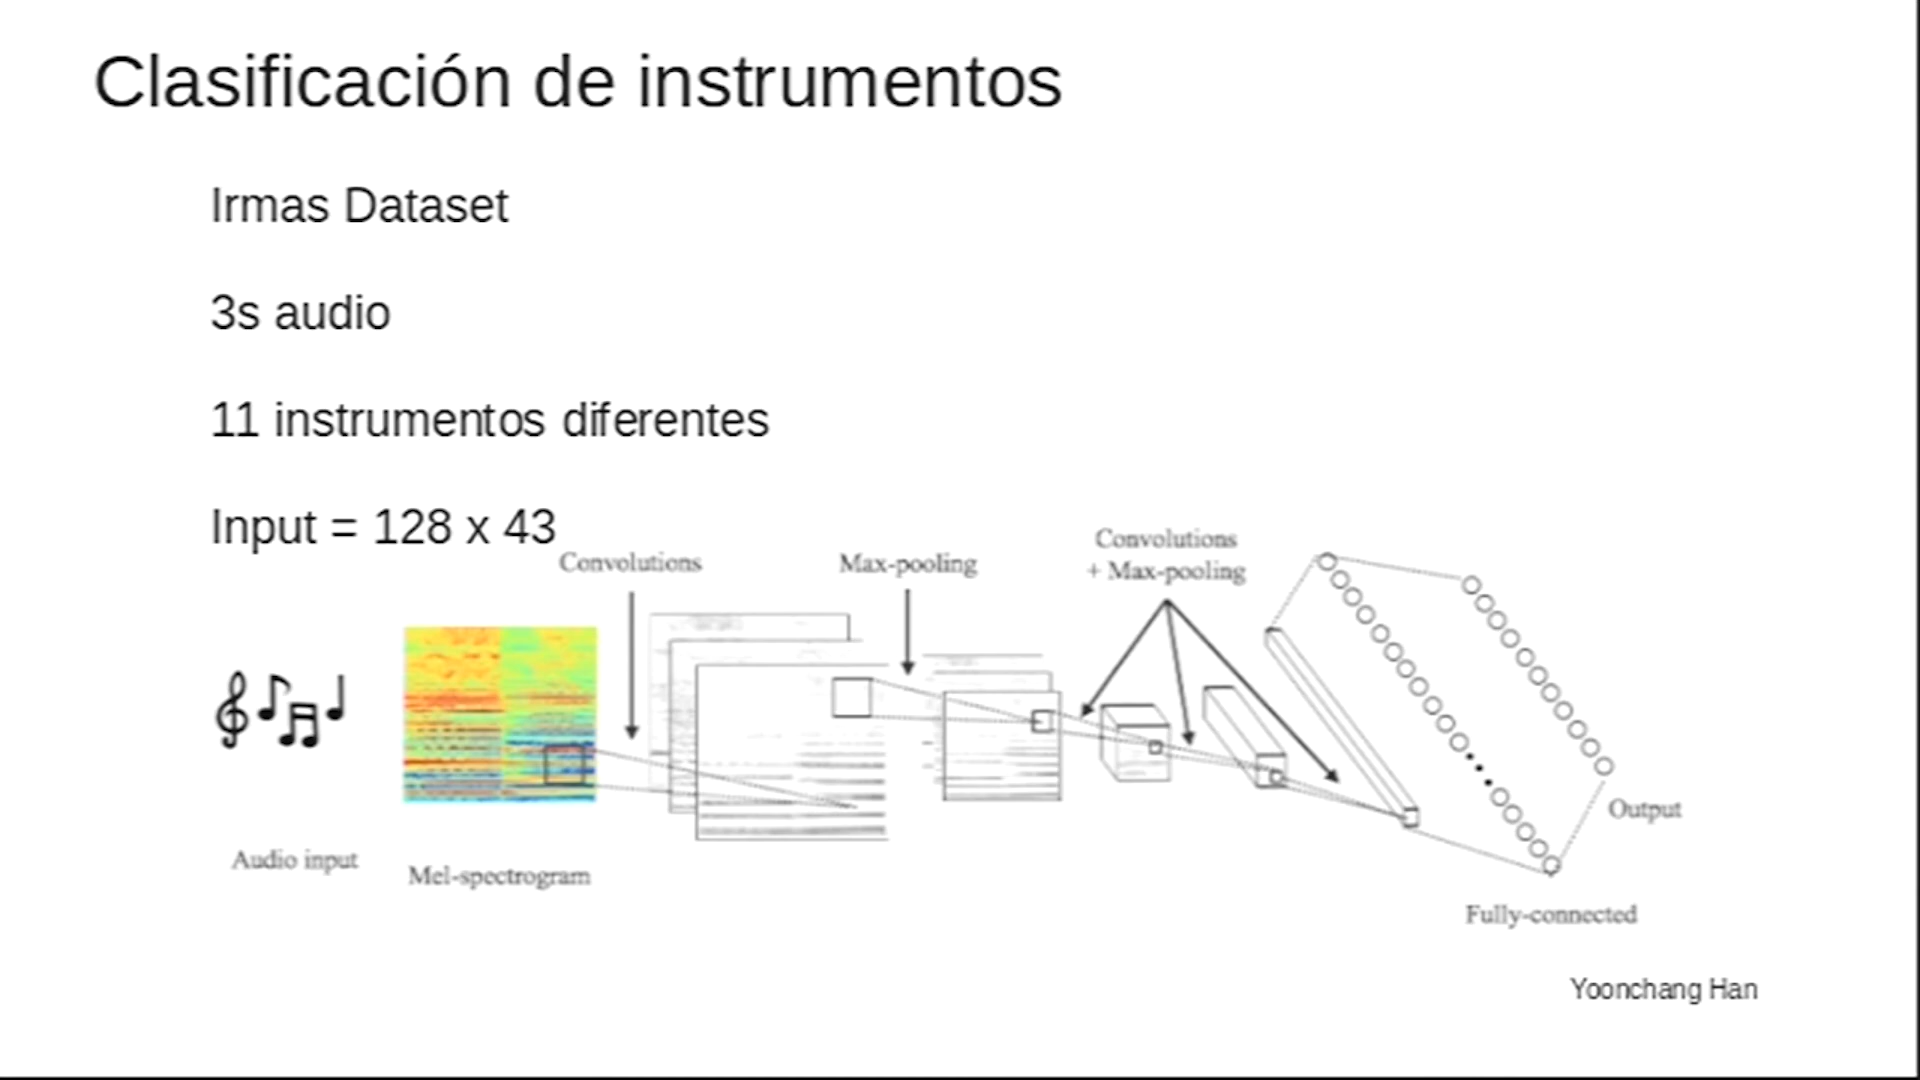 Clasificación de instrumentos
Irmas Dataset
3s audio
11 instrumentos diferentes
Input = 128 x 43
Convolutions
Max-pooling
Convolutions
+ Max-pooling
Audio input
Mel-spectrogram
Output
Fully-connected
Yoonchang Han